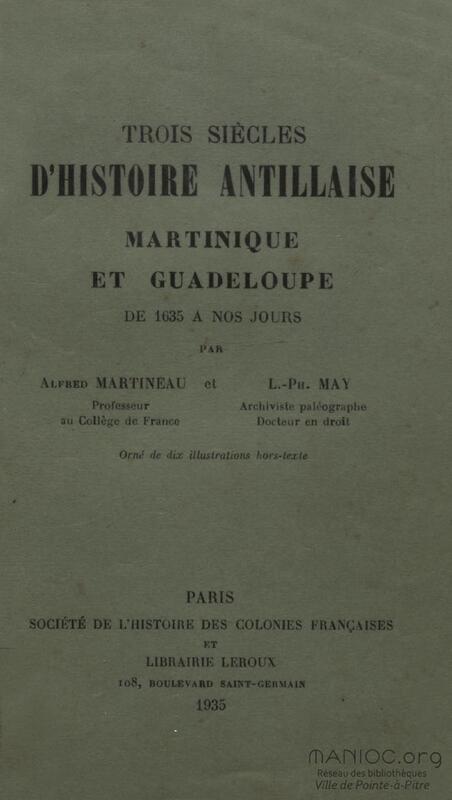 TROIS SIÈCLES
D'HISTOIRE ANTILLAISE
MARTINIQUE
ET GUADELOUPE
DE 1635 A NOS JOURS
PAR
ALFRED MARTINEAU et L.-PH. MAY
Professeur Archiviste paléographe
au Collège de France Docteur en droit
Orné de dix illustrations hors-texte
PARIS
SOCIÉTÉ DE L'HISTOIRE DES COLONIES FRANÇAISES
ET
LIBRAIRIE LEROUX
108, BOULEVARD SAINT-GERMAIN
1935
MANIOC.org
Réseau des bibliothèques
Ville de Pointe-à-Pitre